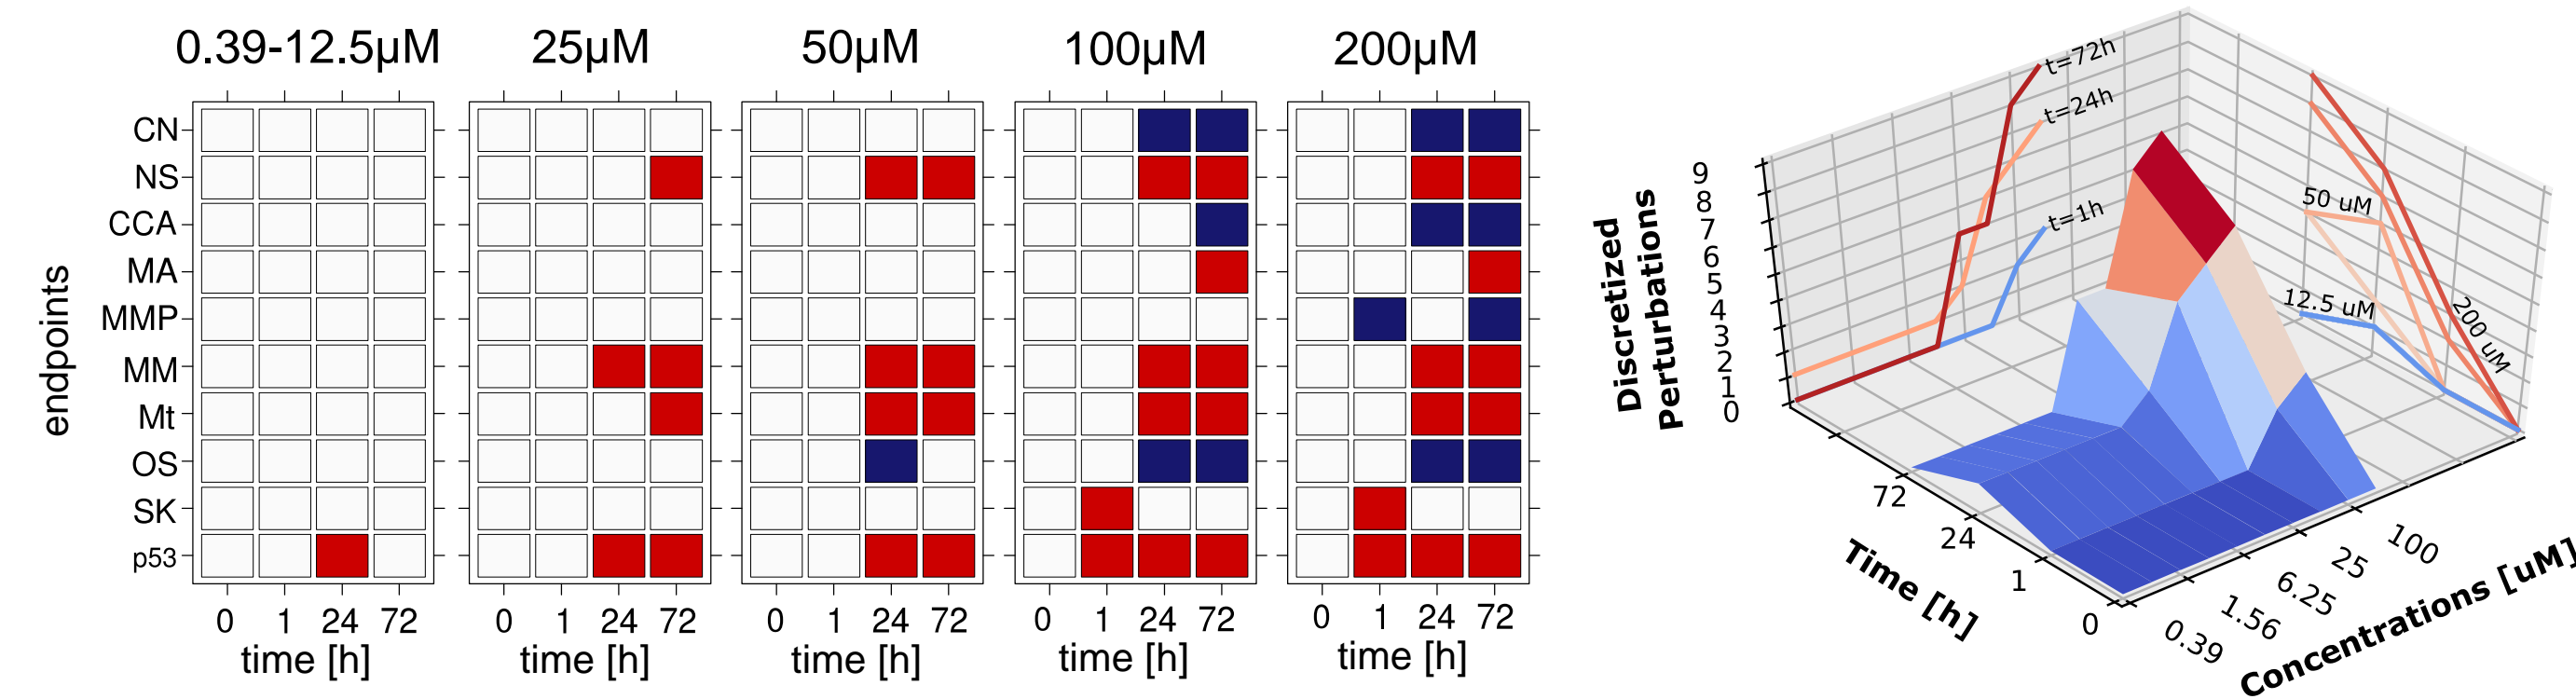 0.39-12.5µM 25µM 50µM 100µM 200µM
endpoints
CN
NS
CCA
MA
MMP
MM
Mt
OS
SK
p53
0 1 24 72 0 1 24 72 0 1 24 72 0 1 24 72 0 1 24 72
time [h] time [h] time [h] time [h] time [h]
Discretized
Perturbations
9
8
7
6
5
4
3
2
1
0
t=72h
t=24h
t=1h
50 uM
12.5 uM
200 uM
72
24
1
0
Time [h]
0.39
1.56
6.25
25
100
Concentrations [uM]